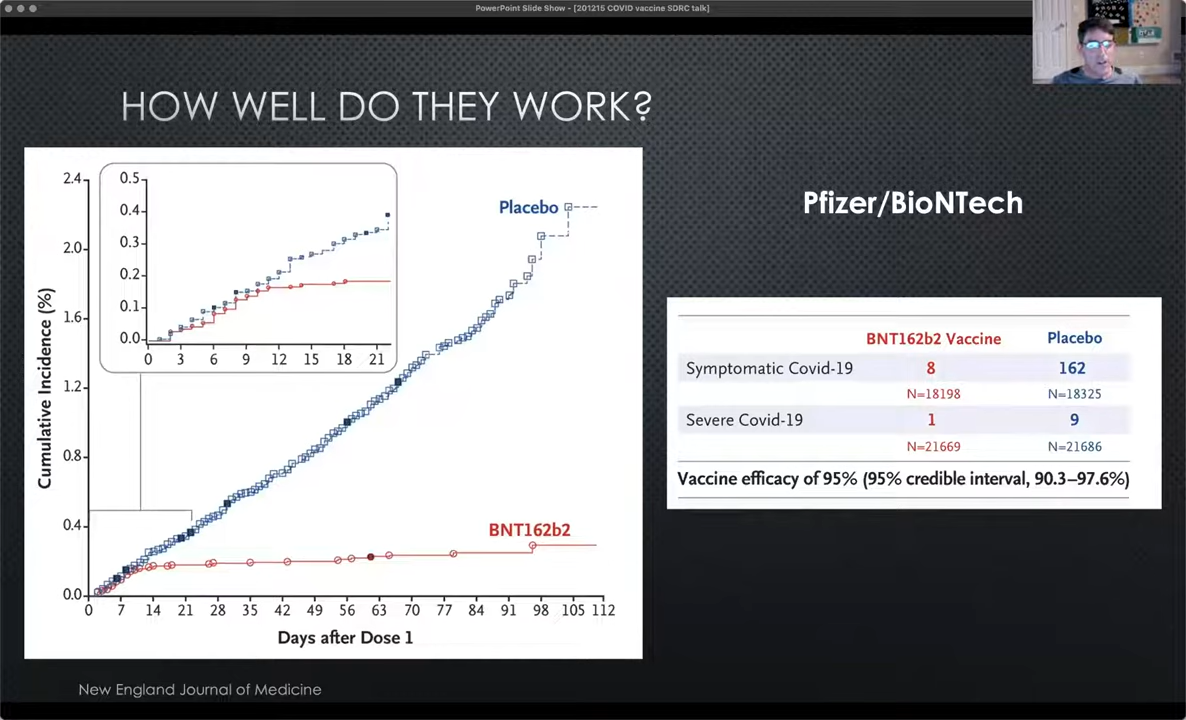 PowerPoint Slide Show - [201215 COVID vaccine SDRC talk]
HOW WELL DO THEY WORK?
Pfizer/BioNTech
2.4
2.0
1.6
1.2
0.8
0.4
0.0
Cumulative Incidence (%)
0.5
0.4
0.3
0.2
0.1
0.0
0 3 6 9 12 15 18 21
Placebo
BNT162b2
0 7 14 21 28 35 42 49 56 63 70 77 84 91 98 105 112
Days after Dose 1
BNT162b2 Vaccine Placebo
Symptomatic Covid-19 8 162
N=18198 N=18325
Severe Covid-19 1 9
N=21669 N=21686
Vaccine efficacy of 95% (95% credible interval, 90.3–97.6%)
New England Journal of Medicine